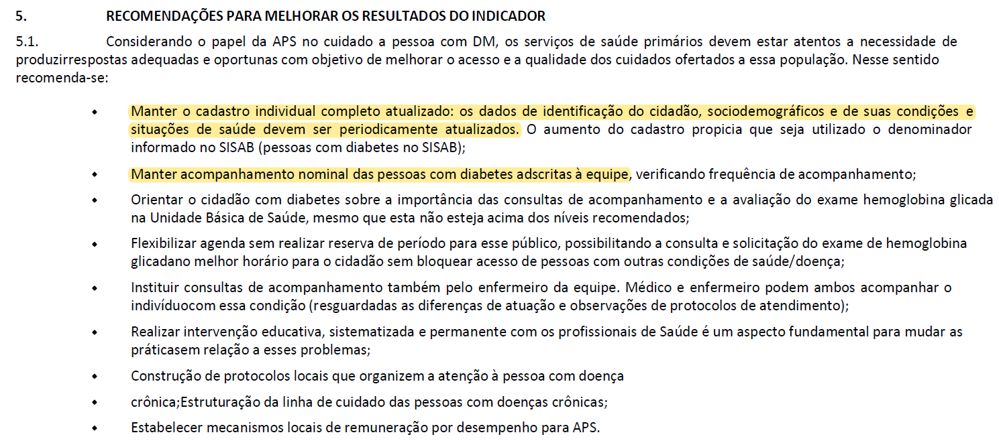 5. RECOMENDAÇÕES PARA MELHORAR OS RESULTADOS DO INDICADOR
5.1. Considerando o papel da APS no cuidado a pessoa com DM, os serviços de saúde primários devem estar atentos a necessidade de
produzirrespostas adequadas e oportunas com objetivo de melhorar o acesso e a qualidade dos cuidados ofertados a essa população. Nesse sentido
recomenda-se:
• Manter o cadastro individual completo atualizado: os dados de identificação do cidadão, sociodemográficos e de suas condições e
situações de saúde devem ser periodicamente atualizados. O aumento do cadastro propicia que seja utilizado o denominador
informado no SISAB (pessoas com diabetes no SISAB);
• Manter acompanhamento nominal das pessoas com diabetes adscritas à equipe, verificando frequência de acompanhamento;
• Orientar o cidadão com diabetes sobre a importância das consultas de acompanhamento e a avaliação do exame hemoglobina glicada
na Unidade Básica de Saúde, mesmo que esta não esteja acima dos níveis recomendados;
• Flexibilizar agenda sem realizar reserva de período para esse público, possibilitando a consulta e solicitação do exame de hemoglobina
glicadano melhor horário para o cidadão sem bloquear acesso de pessoas com outras condições de saúde/doença;
• Instituir consultas de acompanhamento também pelo enfermeiro da equipe. Médico e enfermeiro podem ambos acompanhar o
indivíduocom essa condição (resguardadas as diferenças de atuação e observações de protocolos de atendimento);
• Realizar intervenção educativa, sistematizada e permanente com os profissionais de Saúde é um aspecto fundamental para mudar as
práticasem relação a esses problemas;
• Construção de protocolos locais que organizem a atenção à pessoa com doença
• crônica;Estruturação da linha de cuidado das pessoas com doenças crônicas;
• Estabelecer mecanismos locais de remuneração por desempenho para APS.